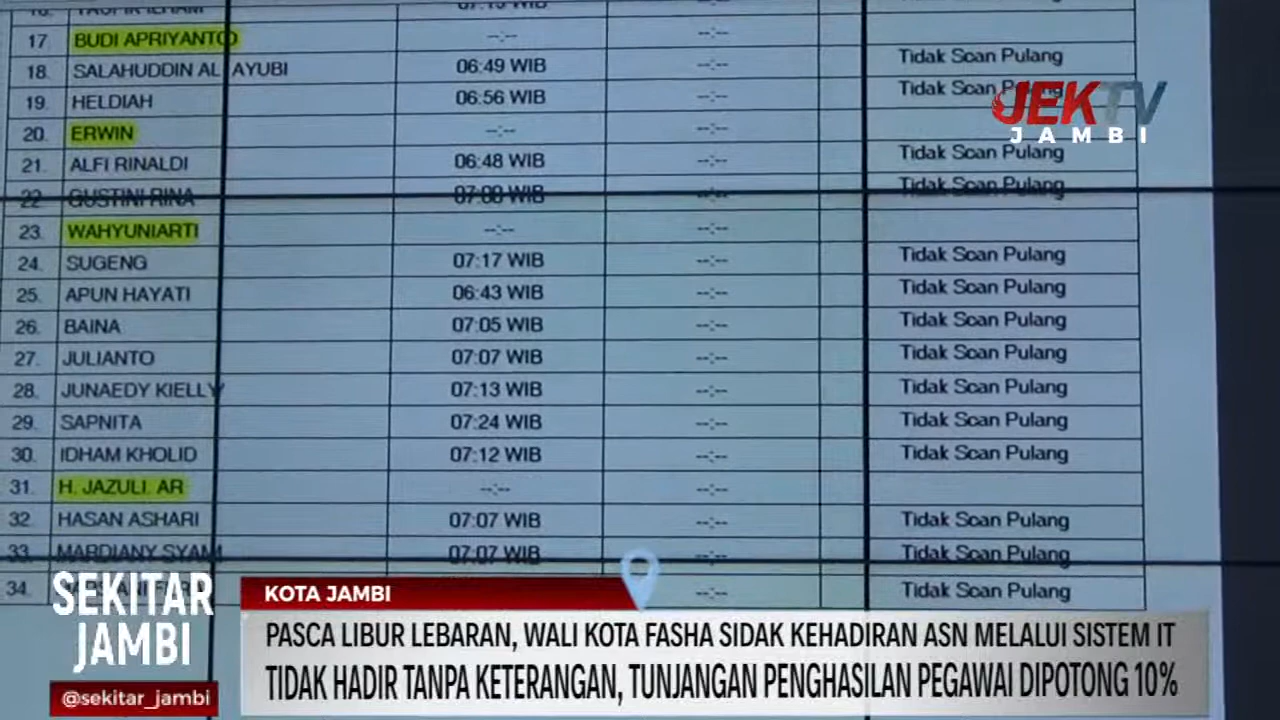 17. BUDI APRIYANTO --:-- --:--
18. SALAHUDDIN AL AYUBI 06:49 WIB --:-- Tidak Scan Pulang
19. HELDIAH 06:56 WIB --:-- Tidak Scan Pulang
20. ERWIN --:-- --:--
21. ALFI RINALDI 06:48 WIB --:-- Tidak Scan Pulang
22. GUSTINI RINA 07:00 WIB --:-- Tidak Scan Pulang
23. WAHYUNIARTI --:-- --:--
24. SUGENG 07:17 WIB --:-- Tidak Scan Pulang
25. APUN HAYATI 06:43 WIB --:-- Tidak Scan Pulang
26. BAINA 07:05 WIB --:-- Tidak Scan Pulang
27. JULIANTO 07:07 WIB --:-- Tidak Scan Pulang
28. JUNAEDY KIELLY 07:13 WIB --:-- Tidak Scan Pulang
29. SAPNITA 07:24 WIB --:-- Tidak Scan Pulang
30. IDHAM KHOLID 07:12 WIB --:-- Tidak Scan Pulang
31. H. JAZULI. AR --:-- --:--
32. HASAN ASHARI 07:07 WIB --:-- Tidak Scan Pulang
33. MARDIANY SYAM 07:07 WIB --:-- Tidak Scan Pulang
34. --:-- Tidak Scan Pulang
JEKTV
JAMBI
SEKITAR
JAMBI
@sekitar_jambi
KOTA JAMBI
PASCA LIBUR LEBARAN, WALI KOTA FASHA SIDAK KEHADIRAN ASN MELALUI SISTEM IT
TIDAK HADIR TANPA KETERANGAN, TUNJANGAN PENGHASILAN PEGAWAI DIPOTONG 10%